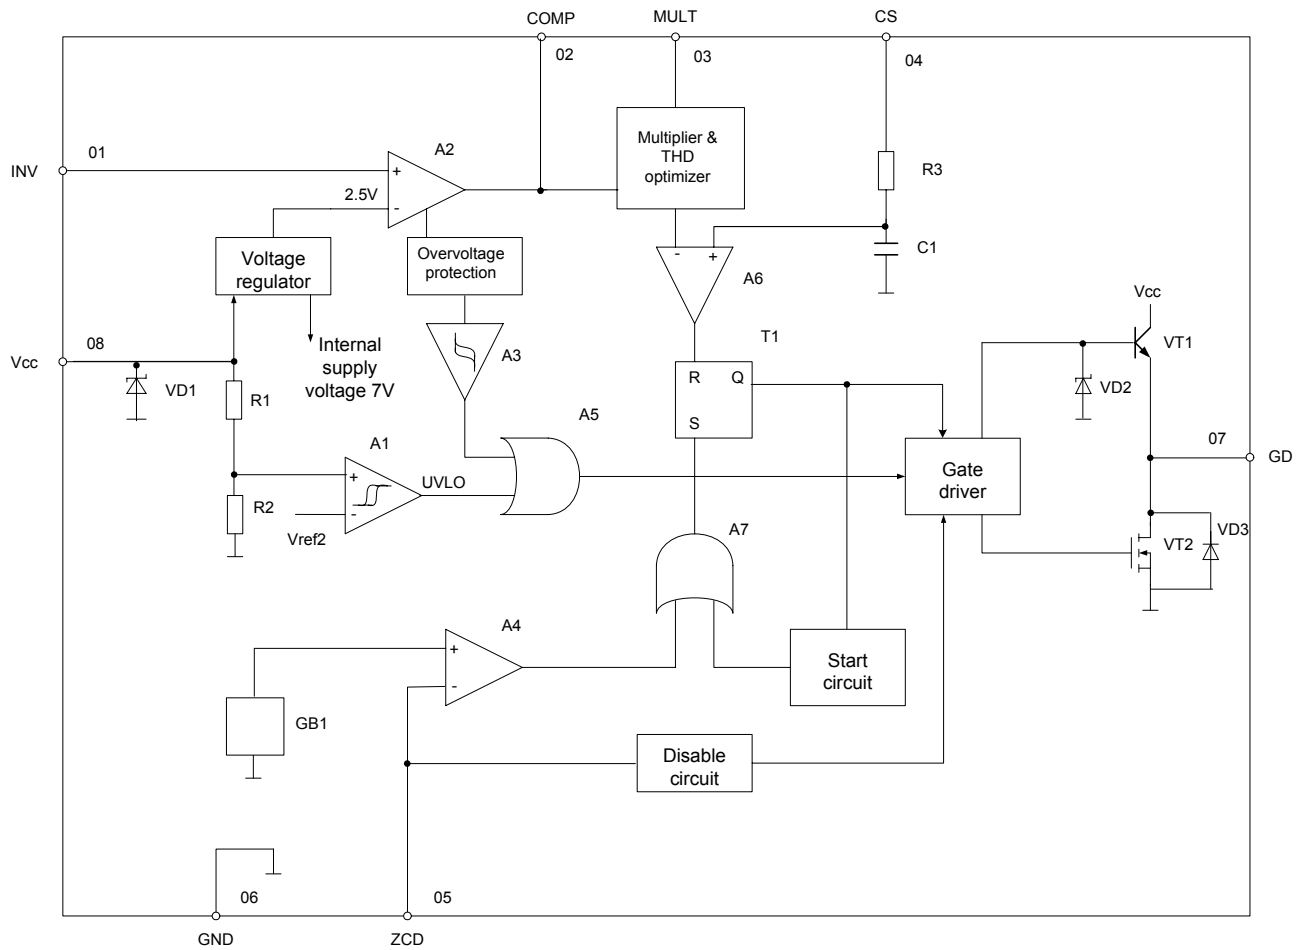 COMP
MULT
CS
02
03
04
01
INV
A2
+
-
2.5V
Multiplier &
THD
optimizer
R3
C1
Voltage
regulator
Overvoltage
protection
-
+
A6
Vcc
08
Vcc
VD1
R1
Internal
supply
voltage 7V
A3
T1
R
Q
S
VT1
VD2
A5
A1
+
-
UVLO
R2
Vref2
Gate
driver
07
GD
A7
VT2
VD3
A4
+
-
Start
circuit
GB1
Disable
circuit
06
05
GND
ZCD